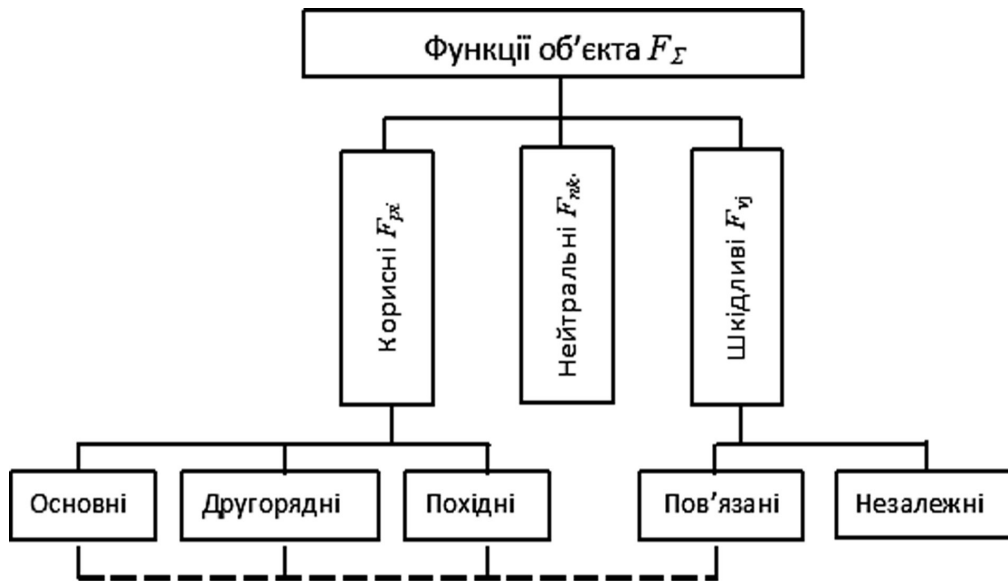 Функції об’єкта F_Σ
Корисні F_pi
Нейтральні F_nk.
Шкідливі F_vj
Основні
Другорядні
Похідні
Пов’язані
Незалежні